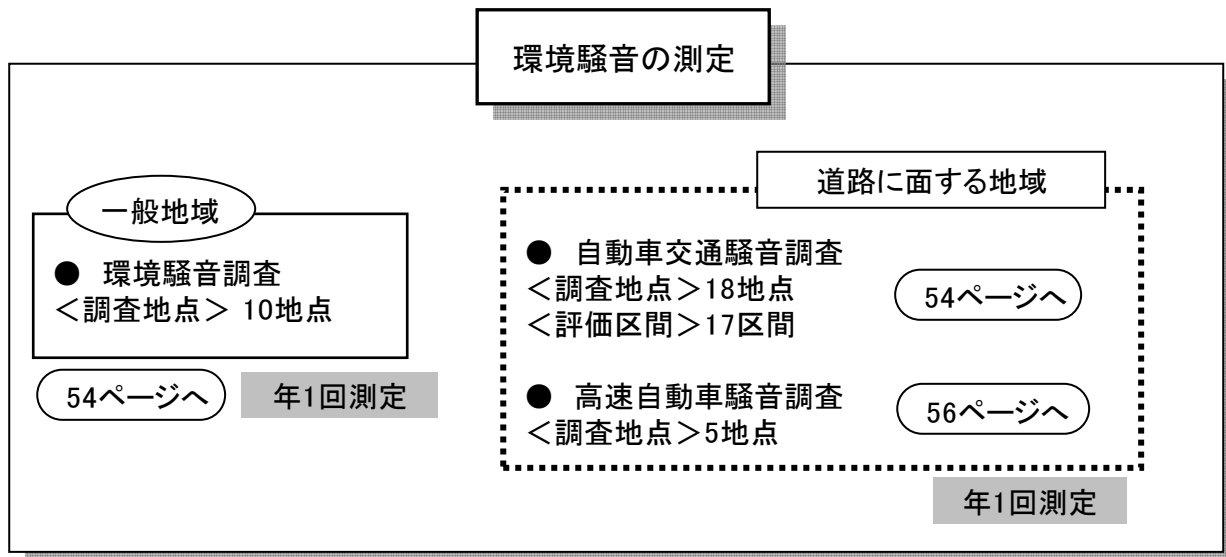 環境騒音の測定
一般地域
● 環境騒音調査
＜調査地点＞ 10地点
54ページへ
年1回測定
道路に面する地域
● 自動車交通騒音調査
＜調査地点＞18地点
＜評価区間＞17区間
54ページへ
● 高速自動車騒音調査
＜調査地点＞5地点
56ページへ
年1回測定